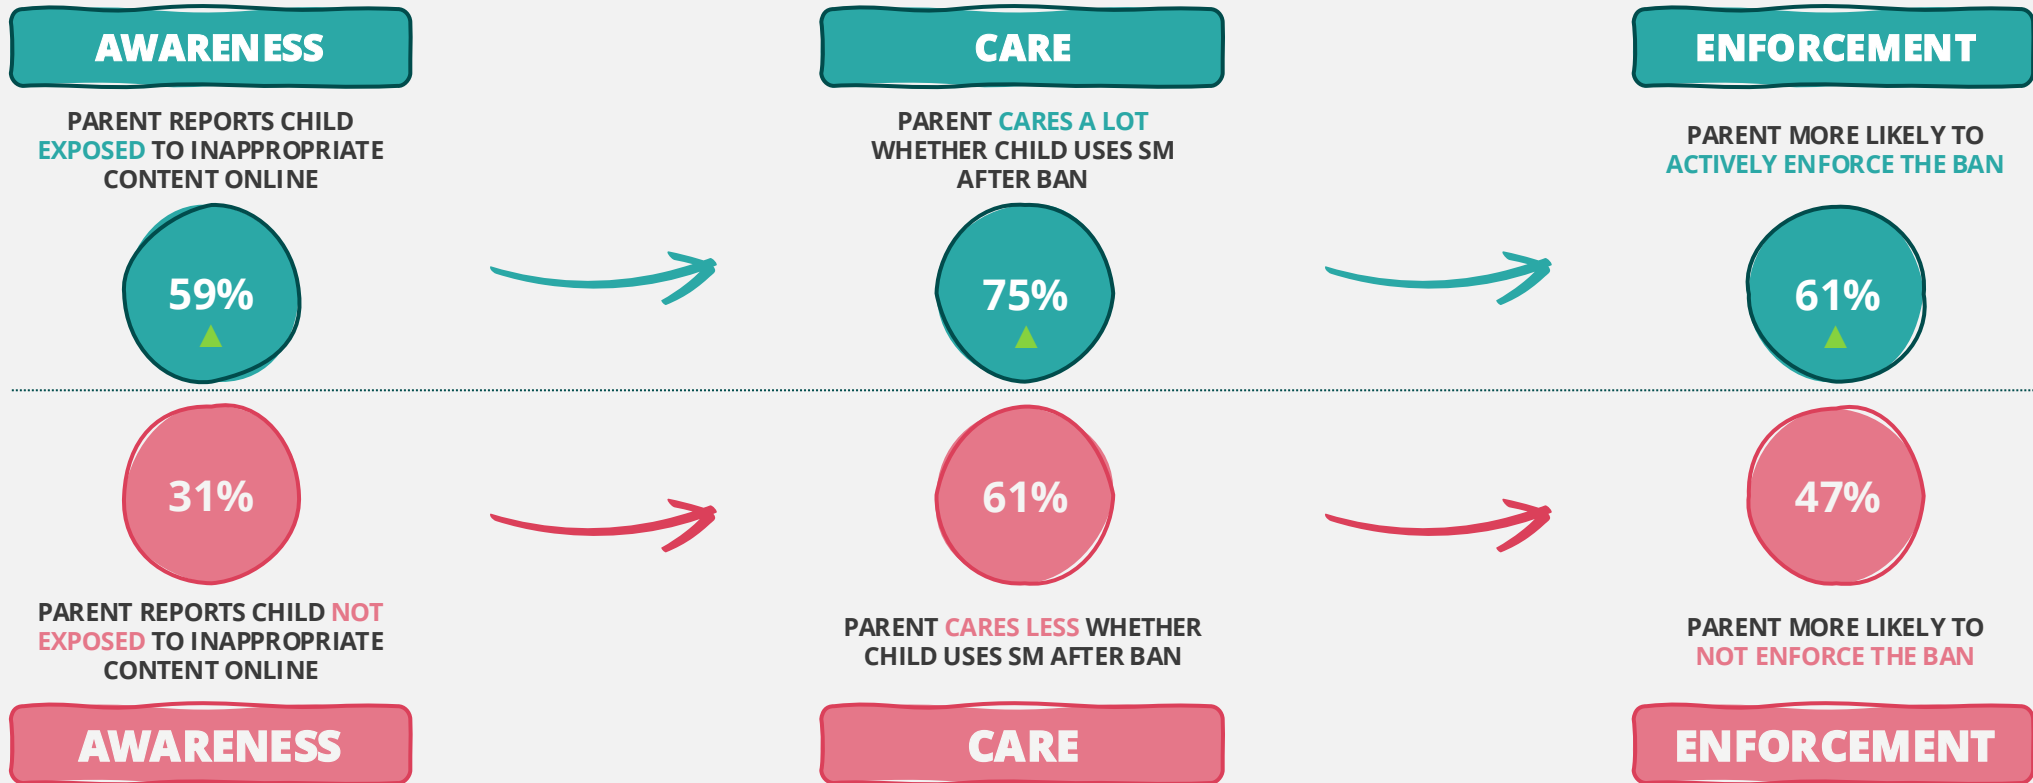 AWARENESS
PARENT REPORTS CHILD
EXPOSED TO INAPPROPRIATE
CONTENT ONLINE
59%
CARE
PARENT CARES A LOT
WHETHER CHILD USES SM
AFTER BAN
75%
ENFORCEMENT
PARENT MORE LIKELY TO
ACTIVELY ENFORCE THE BAN
61%
31%
PARENT REPORTS CHILD NOT
EXPOSED TO INAPPROPRIATE
CONTENT ONLINE
AWARENESS
61%
PARENT CARES LESS WHETHER
CHILD USES SM AFTER BAN
CARE
47%
PARENT MORE LIKELY TO
NOT ENFORCE THE BAN
ENFORCEMENT